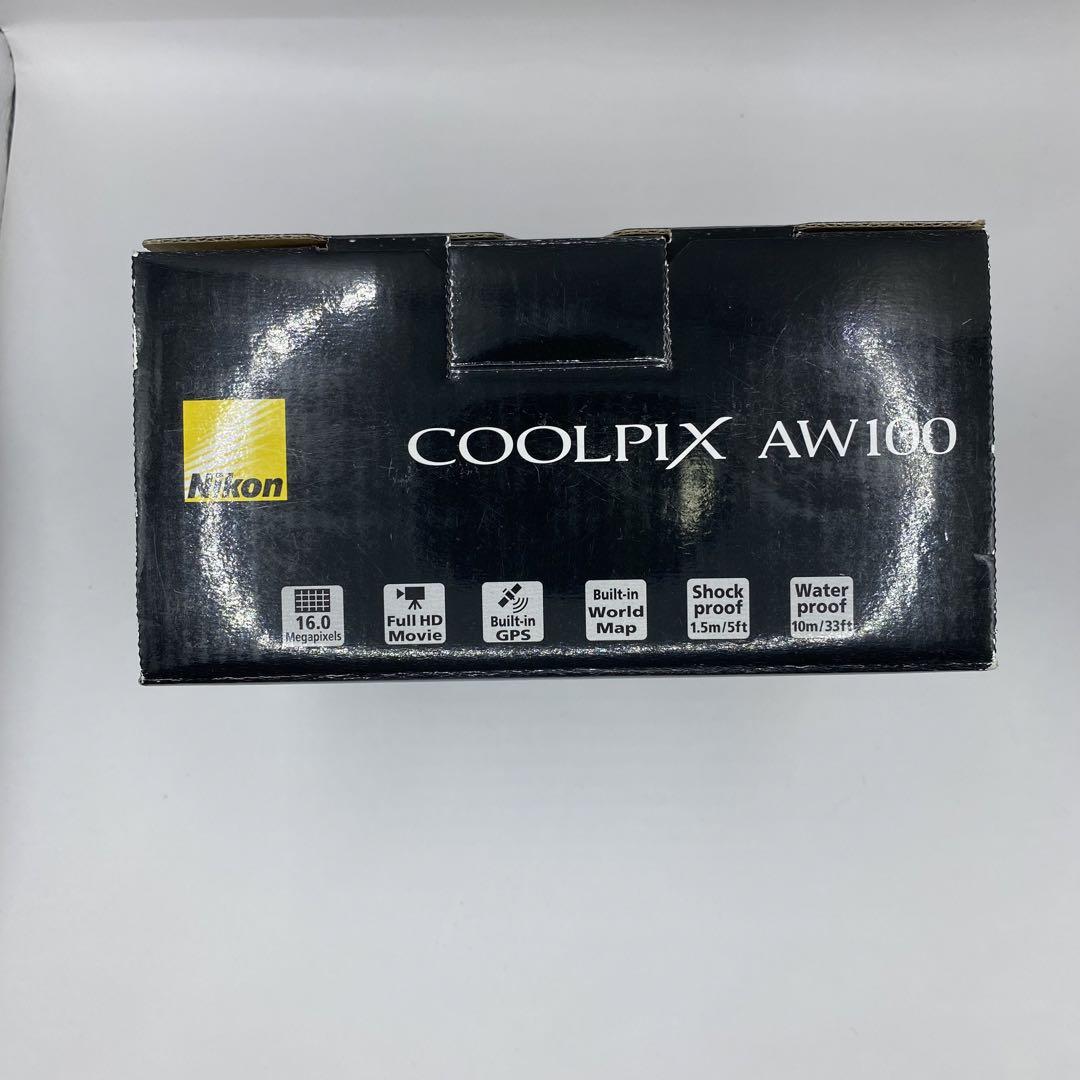 Nikon
COOLPIX AW100
16.0
Megapixels
Full HD
Movie
Built-in
GPS
Built-in
World
Map
Shock
proof
1.5m/5ft
Water
proof
10m/33ft